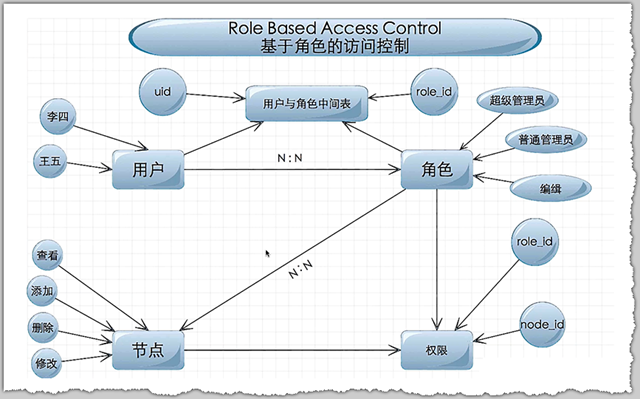 Role Based Access Control
基于角色的访问控制
uid
用户与角色中间表
role_id
超级管理员
李四
普通管理员
王五
用户
N:N
角色
编缉
查看
role_id
N:N
添加
删除
node_id
修改
节点
权限